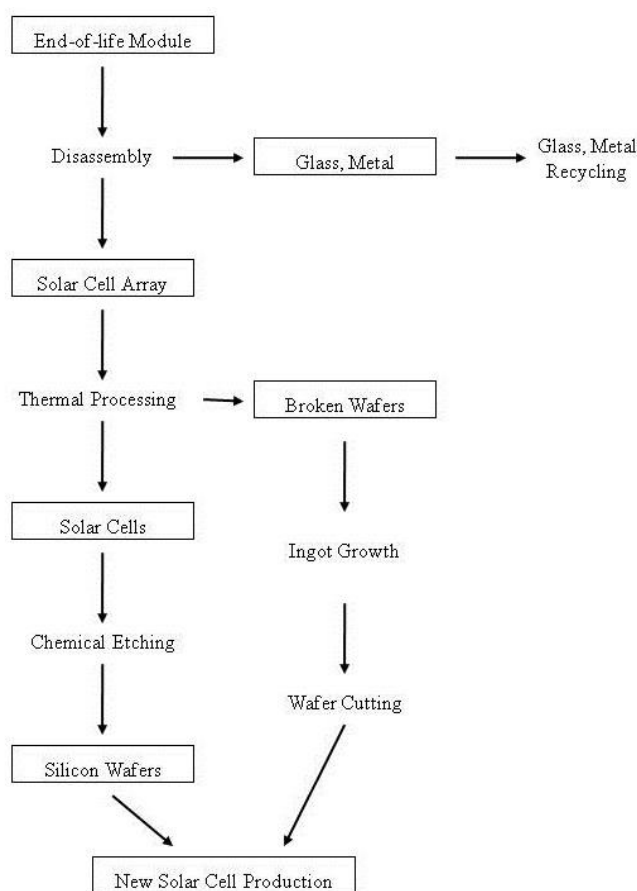 End-of-life Module
Disassembly
Glass, Metal
Glass, Metal
Recycling
Solar Cell Array
Thermal Processing
Broken Wafers
Solar Cells
Ingot Growth
Chemical Etching
Wafer Cutting
Silicon Wafers
New Solar Cell Production